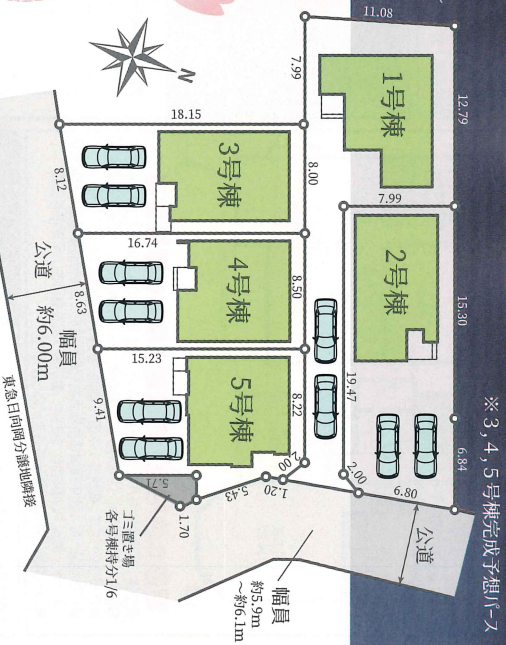 ※3,4,5号棟完成予想パース
11.08
12.79
7.99
1号棟
N
18.15
8.00
7.99
3号棟
2号棟
15.30
8.12
16.74
8.50
4号棟
公道
8.63
幅員
約6.00m
15.23
8.22
5号棟
19.47
6.84
9.41
2.00
2.00
6.80
公道
東急日向岡分譲地隣接
5.71
5.43
1.20
1.70
ゴミ置き場
各号棟持分1/6
幅員
約5.9m
～約6.1m